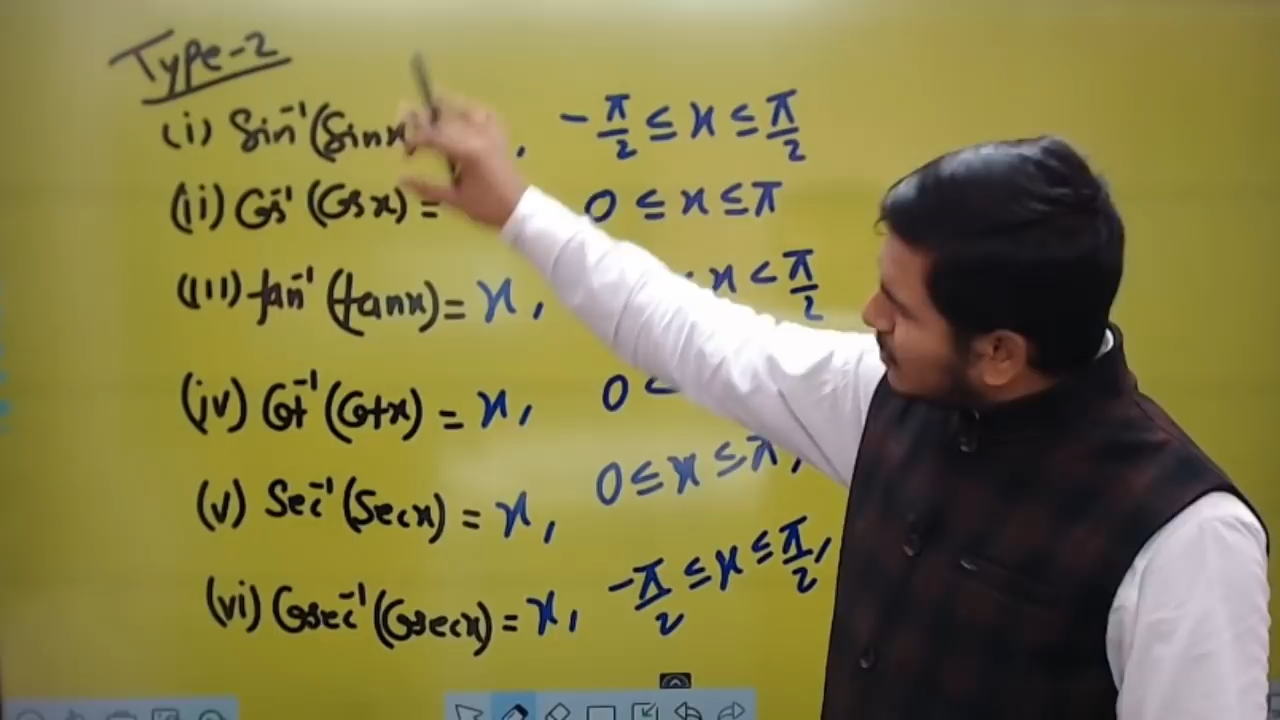 Type-2
(i) Sin⁻¹(Sinx) , -π/2 ≤ x ≤ π/2
(ii) Cos⁻¹(Cosx) = 0 ≤ x ≤ π
(iii) tan⁻¹(tanx) = x, < x < π/2
(iv) Cot⁻¹(Cotx) = x, 0 <
(v) Sec⁻¹(Secx) = x, 0 ≤ x ≤ π,
(vi) Cosec⁻¹(Cosecx) = x, -π/2 ≤ x ≤ π/2,